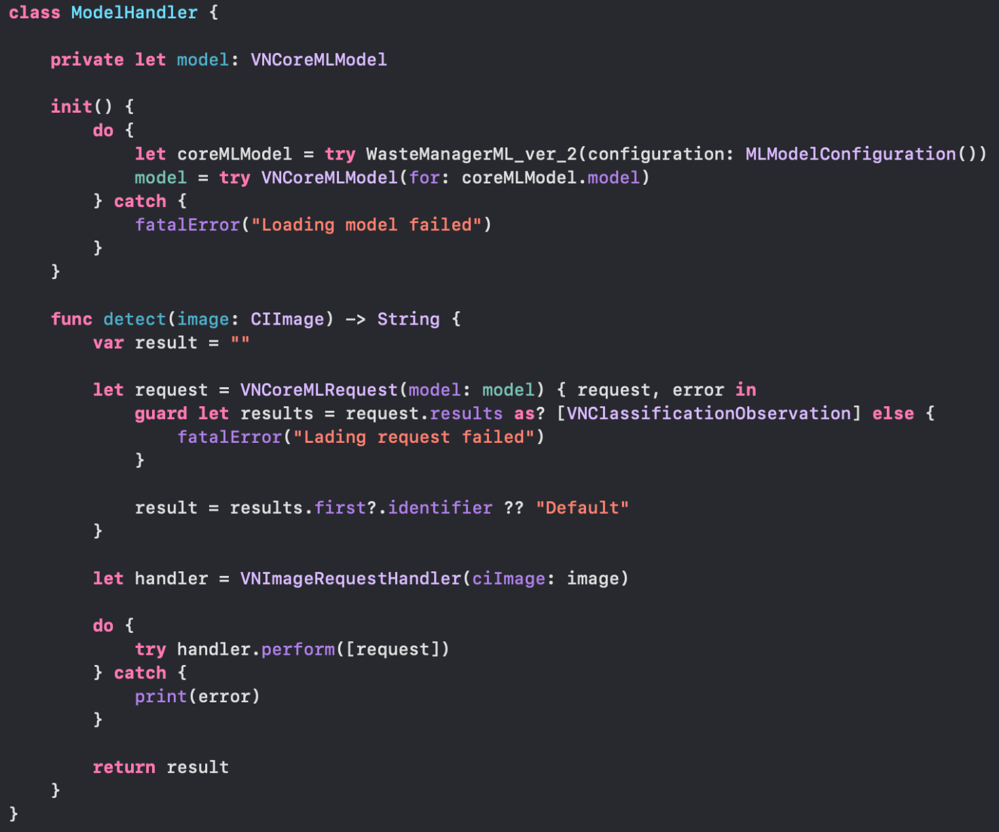 class ModelHandler {
private let model: VNCoreMLModel
init() {
do {
let coreMLModel = try WasteManagerML_ver_2(configuration: MLModelConfiguration())
model = try VNCoreMLModel(for: coreMLModel.model)
} catch {
fatalError("Loading model failed")
}
}
func detect(image: CIImage) -> String {
var result = ""
let request = VNCoreMLRequest(model: model) { request, error in
guard let results = request.results as? [VNClassificationObservation] else {
fatalError("Lading request failed")
}
result = results.first?.identifier ?? "Default"
}
let handler = VNImageRequestHandler(ciImage: image)
do {
try handler.perform([request])
} catch {
print(error)
}
return result
}
}